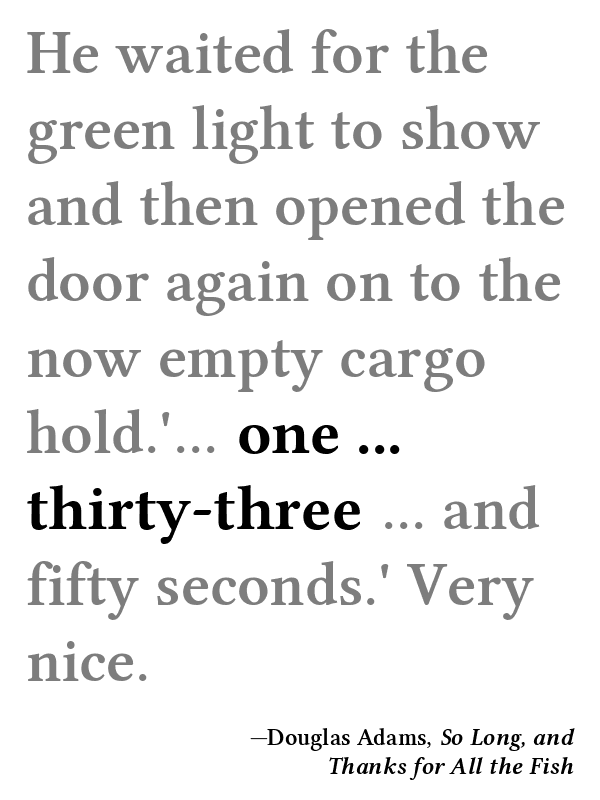 He waited for the
green light to show
and then opened the
door again on to the
now empty cargo
hold.'... one ...
thirty-three ... and
fifty seconds.' Very
nice.
—Douglas Adams, So Long, and
Thanks for All the Fish